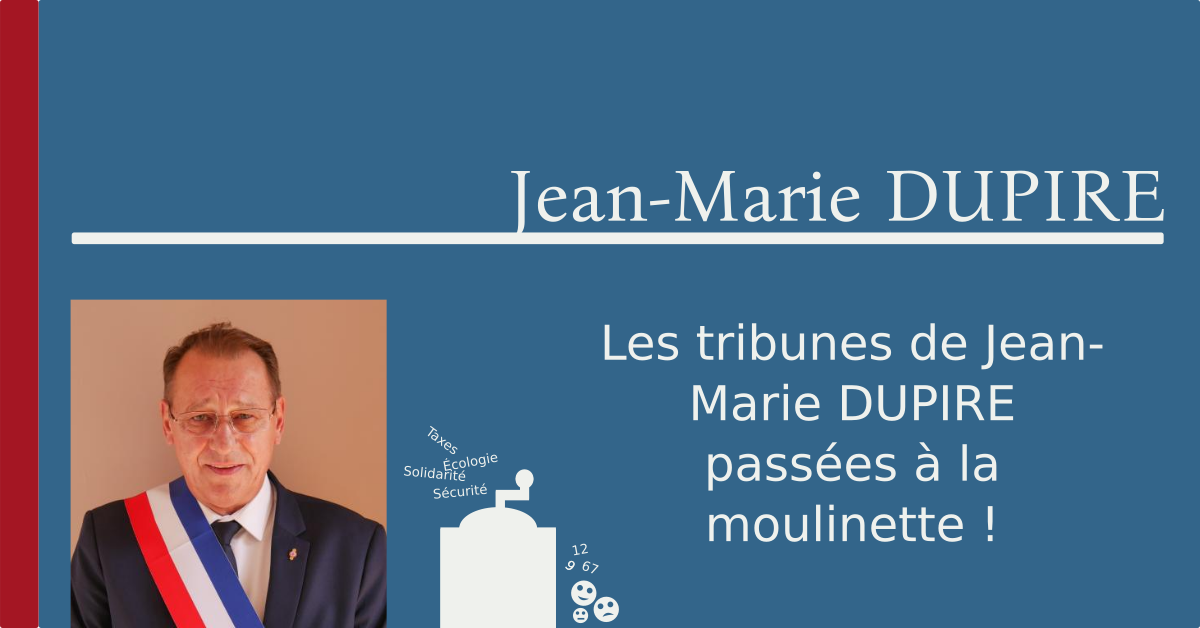 Jean-Marie DUPIRE
Les tribunes de Jean-
Marie DUPIRE
passées à la
moulinette !
Taxes
Écologie
Solidarité
Sécurité
12
9 67